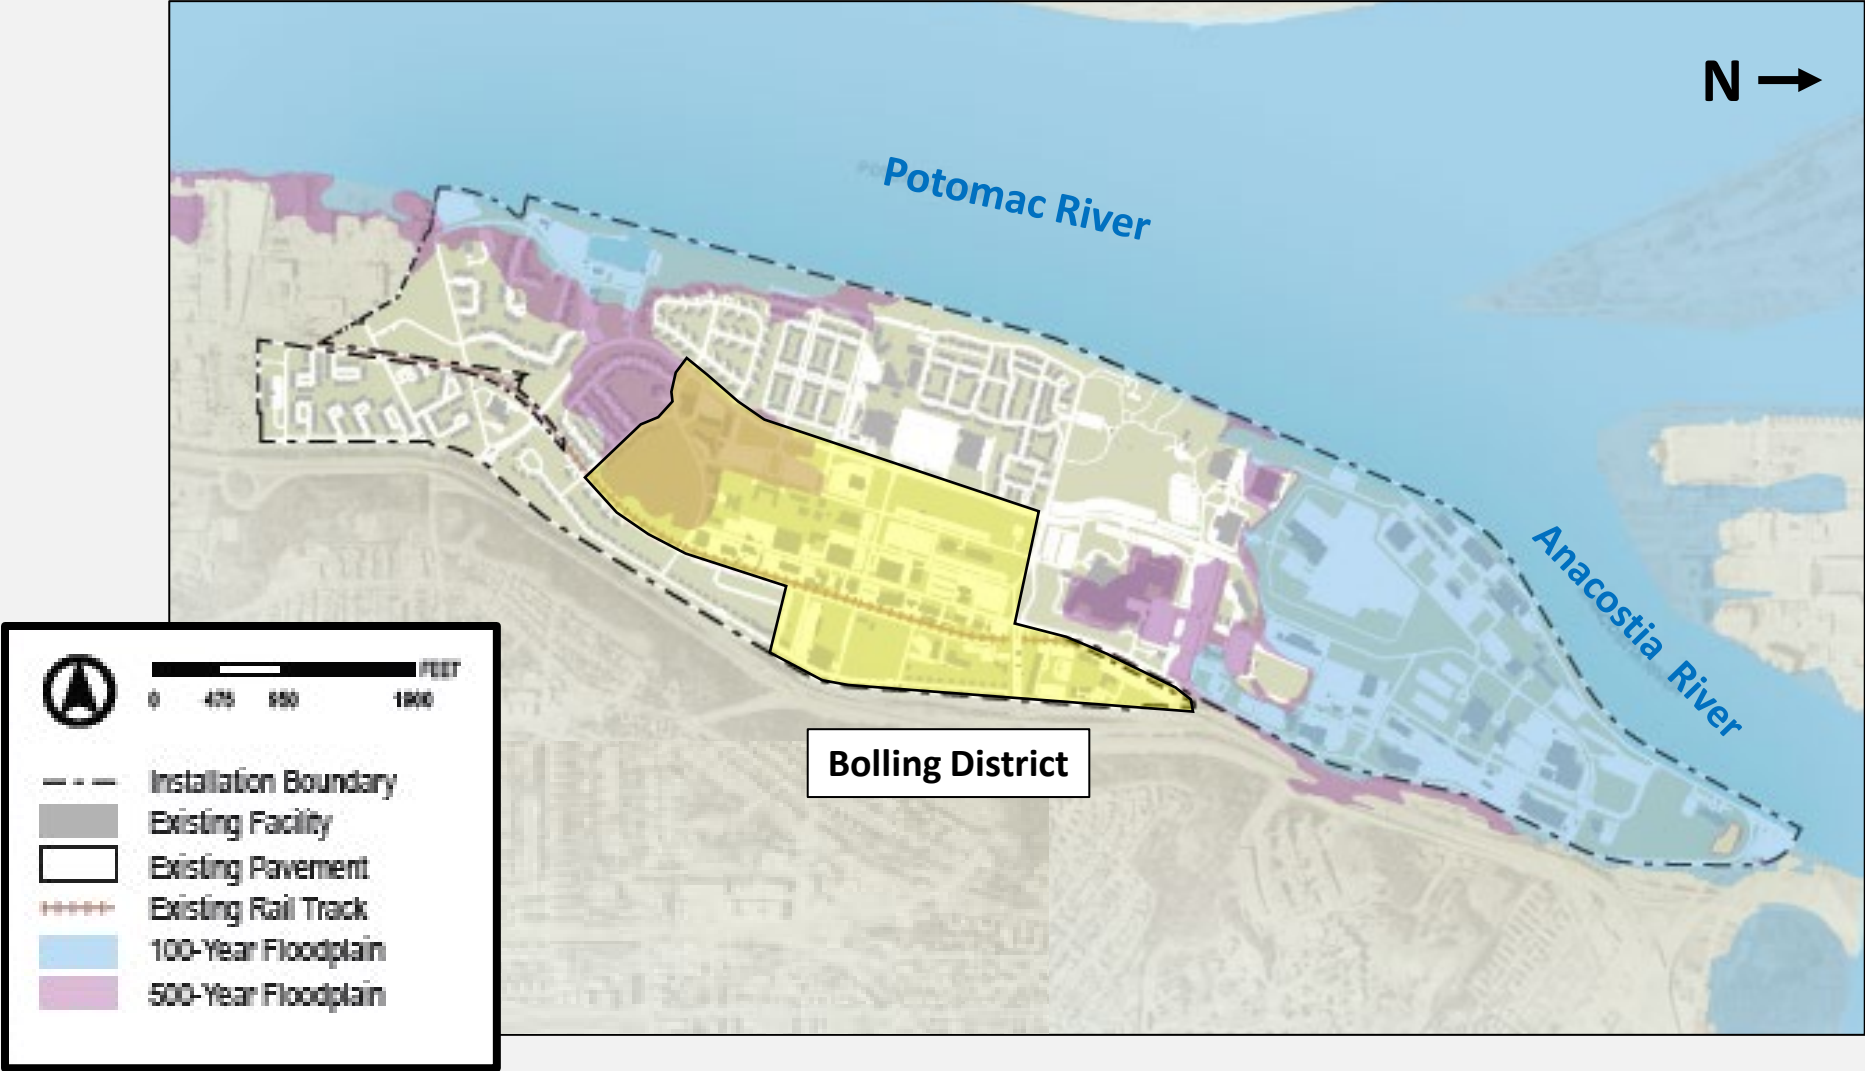 N
Potomac River
Anacostia River
Bolling District
FEET
0 475 950 1900
Installation Boundary
Existing Facility
Existing Pavement
Existing Rail Track
100-Year Floodplain
500-Year Floodplain